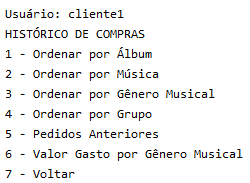 Usuário: cliente1
HISTÓRICO DE COMPRAS
1 - Ordenar por Álbum
2 - Ordenar por Música
3 - Ordenar por Gênero Musical
4 - Ordenar por Grupo
5 - Pedidos Anteriores
6 - Valor Gasto por Gênero Musical
7 - Voltar